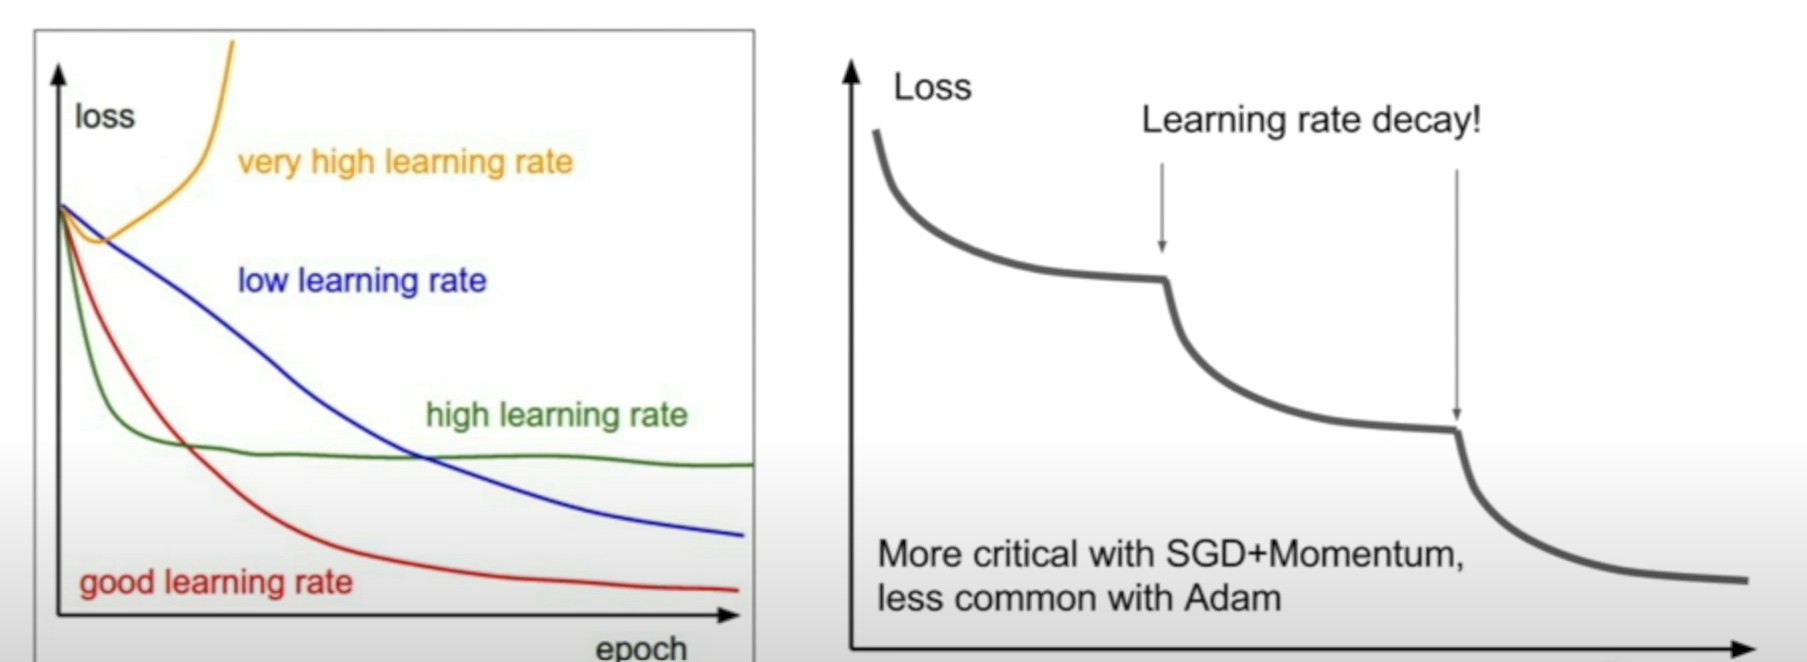 loss
very high learning rate
low learning rate
high learning rate
good learning rate
epoch
Loss
Learning rate decay!
More critical with SGD+Momentum,
less common with Adam